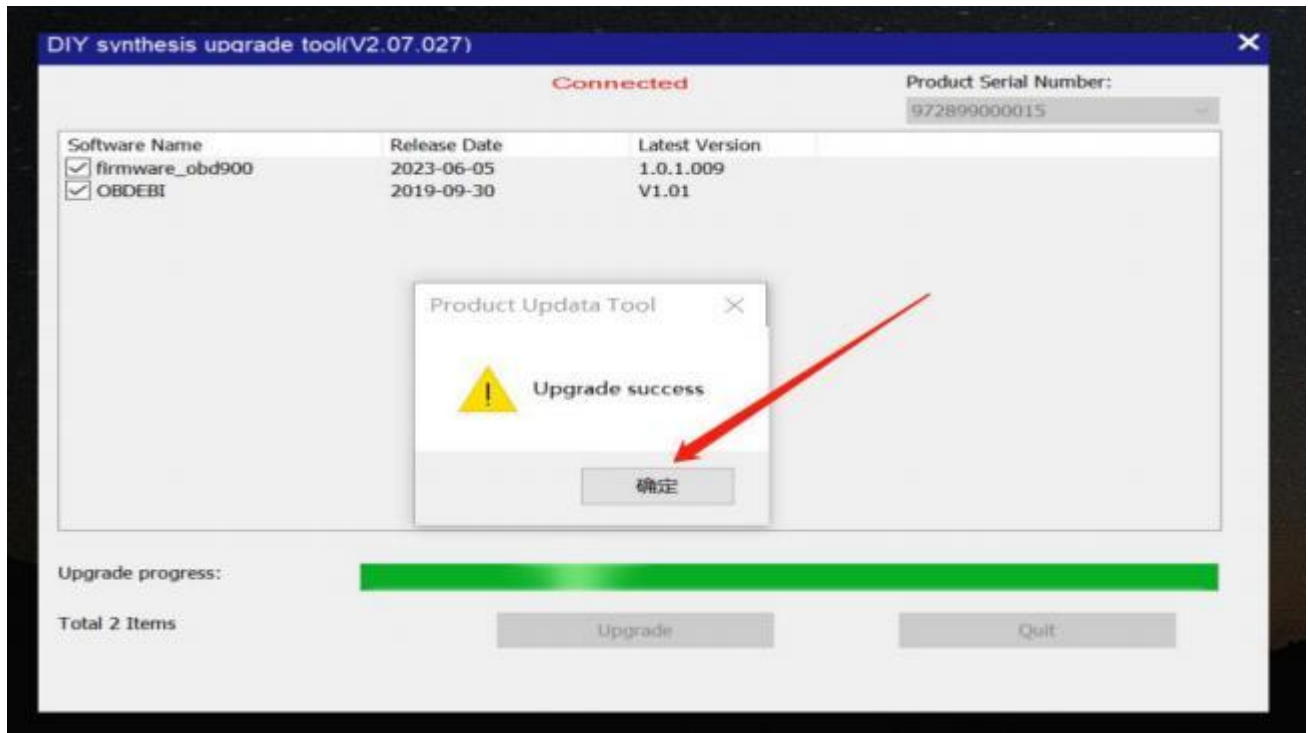 DIY synthesis upgrade tool(V2.07.027)
Connected
Product Serial Number:
972899000015
Software Name Release Date Latest Version
firmware_obd900 2023-06-05 1.0.1.009
OBDEBI 2019-09-30 V1.01
Product Updata Tool
Upgrade success
确定
Upgrade progress:
Total 2 Items
Upgrade
Quit